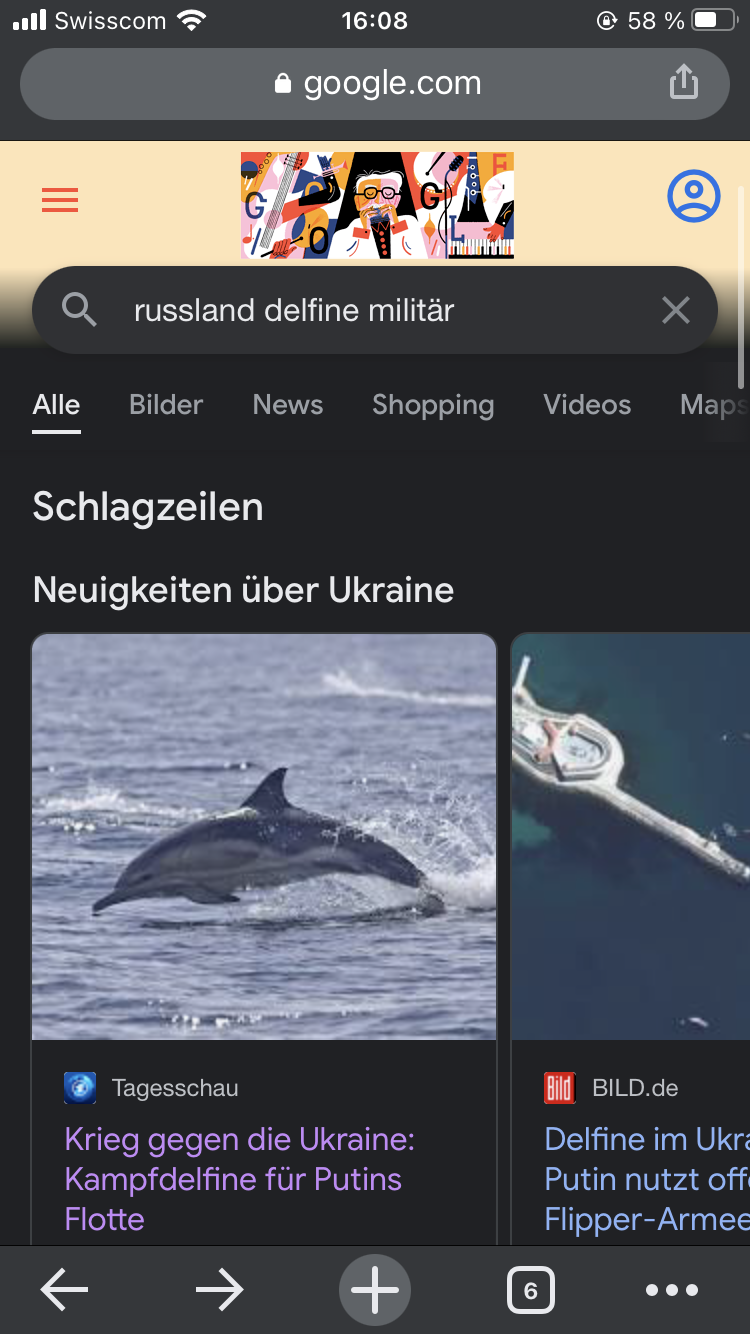 Swisscom
16:08
58 %
google.com
G O G L E
russland delfine militär
Alle Bilder News Shopping Videos Maps
Schlagzeilen
Neuigkeiten über Ukraine
Tagesschau
Krieg gegen die Ukraine:
Kampfdelfine für Putins
Flotte
Bild
BILD.de
Delfine im
Putin nutzt
Flipper-Armee
6